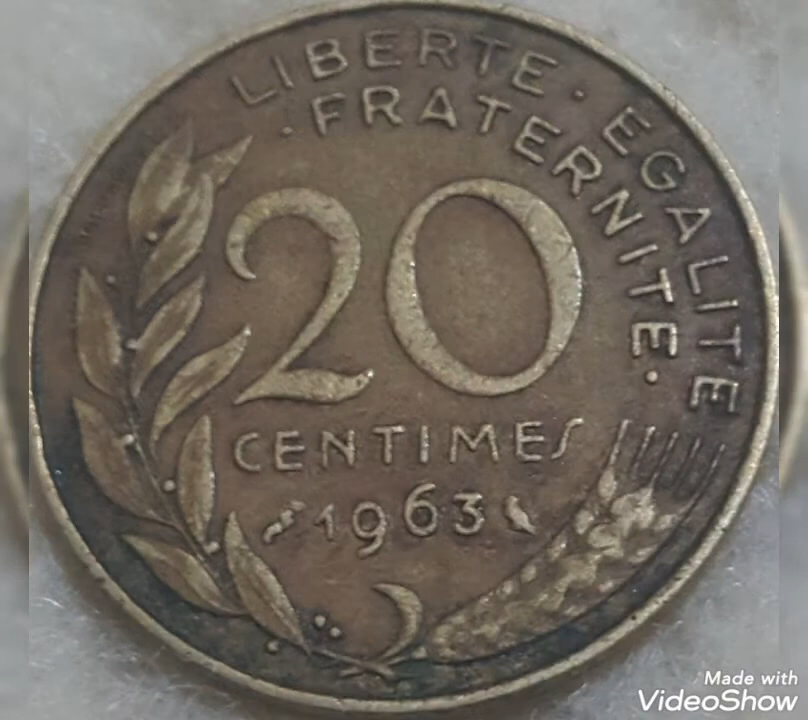 LIBERTE · EGALITE
· FRATERNITE ·
20
CENTIMES
1963
Made with
VideoShow